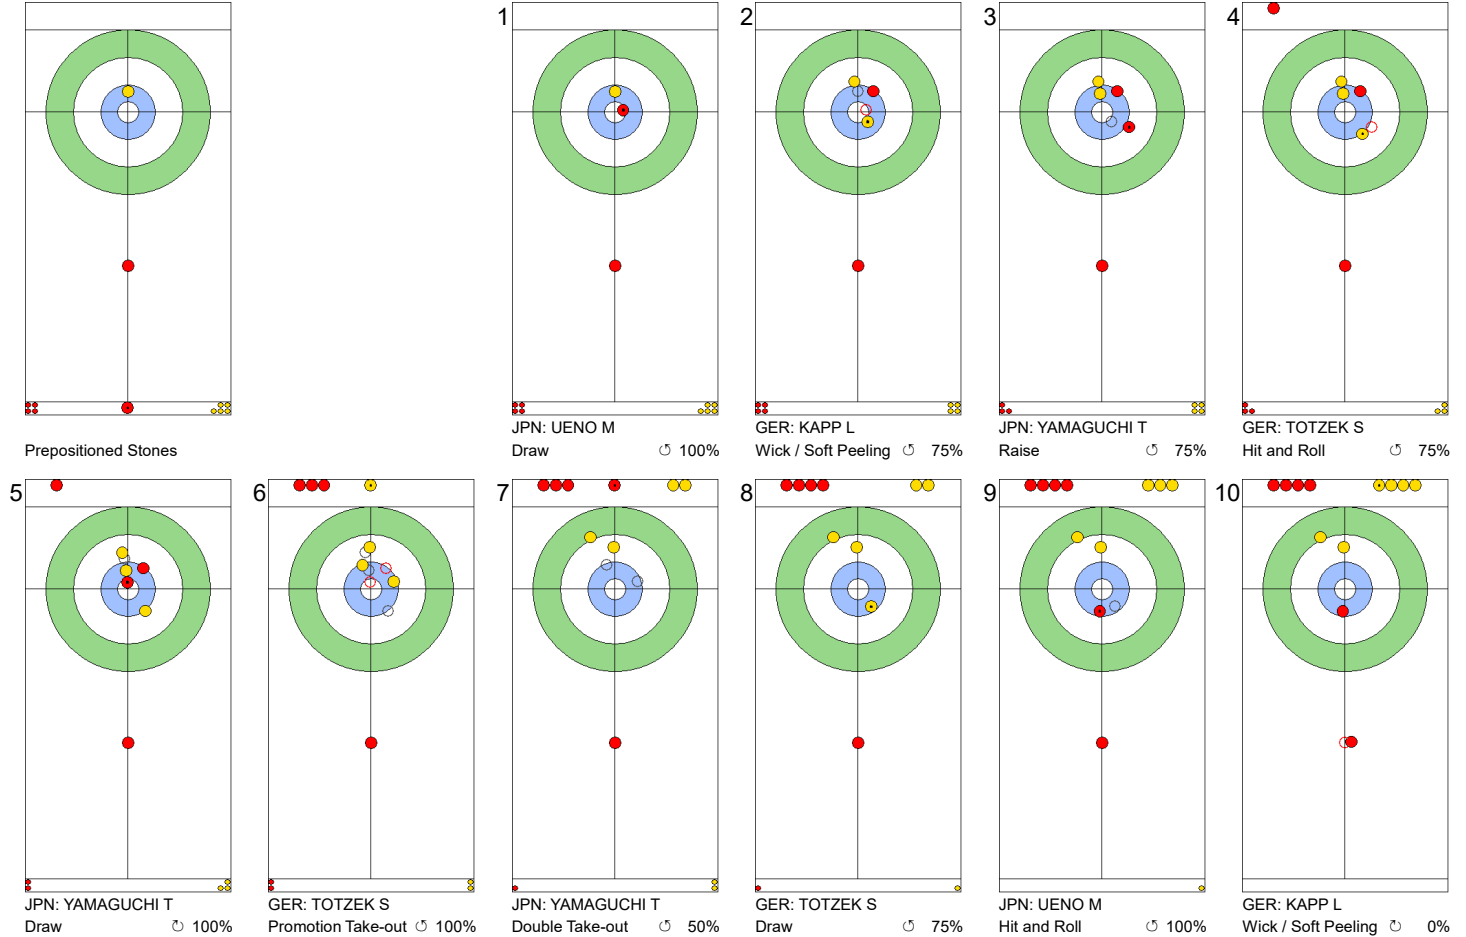 1
2
3
4
Prepositioned Stones
JPN: UENO M
Draw ↺ 100%
GER: KAPP L
Wick / Soft Peeling ↺ 75%
JPN: YAMAGUCHI T
Raise ↺ 75%
GER: TOTZEK S
Hit and Roll ↺ 75%
5
6
7
8
9
10
JPN: YAMAGUCHI T
Draw ↻ 100%
GER: TOTZEK S
Promotion Take-out ↺ 100%
JPN: YAMAGUCHI T
Double Take-out ↺ 50%
GER: TOTZEK S
Draw ↺ 75%
JPN: UENO M
Hit and Roll ↺ 100%
GER: KAPP L
Wick / Soft Peeling ↻ 0%